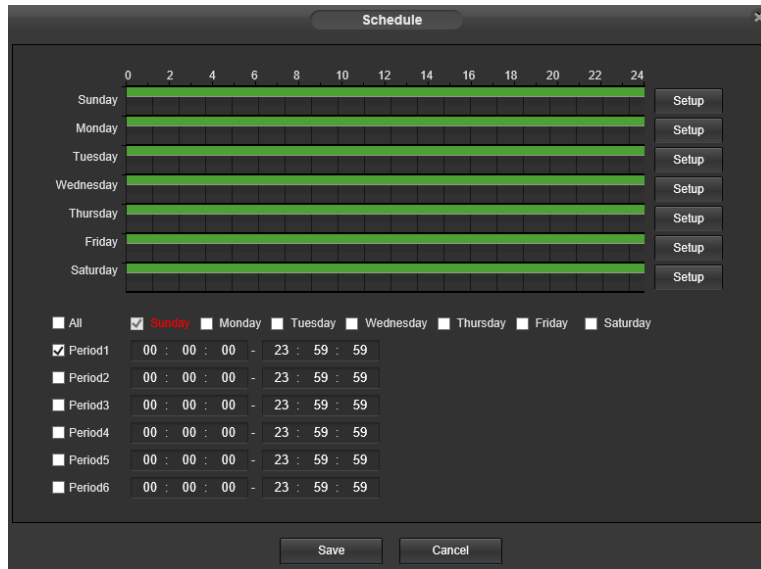 Schedule
0 2 4 6 8 10 12 14 16 18 20 22 24
Sunday Setup
Monday Setup
Tuesday Setup
Wednesday Setup
Thursday Setup
Friday Setup
Saturday Setup
All Sunday Monday Tuesday Wednesday Thursday Friday Saturday
Period1 00 : 00 : 00 - 23 : 59 : 59
Period2 00 : 00 : 00 - 23 : 59 : 59
Period3 00 : 00 : 00 - 23 : 59 : 59
Period4 00 : 00 : 00 - 23 : 59 : 59
Period5 00 : 00 : 00 - 23 : 59 : 59
Period6 00 : 00 : 00 - 23 : 59 : 59
Save Cancel